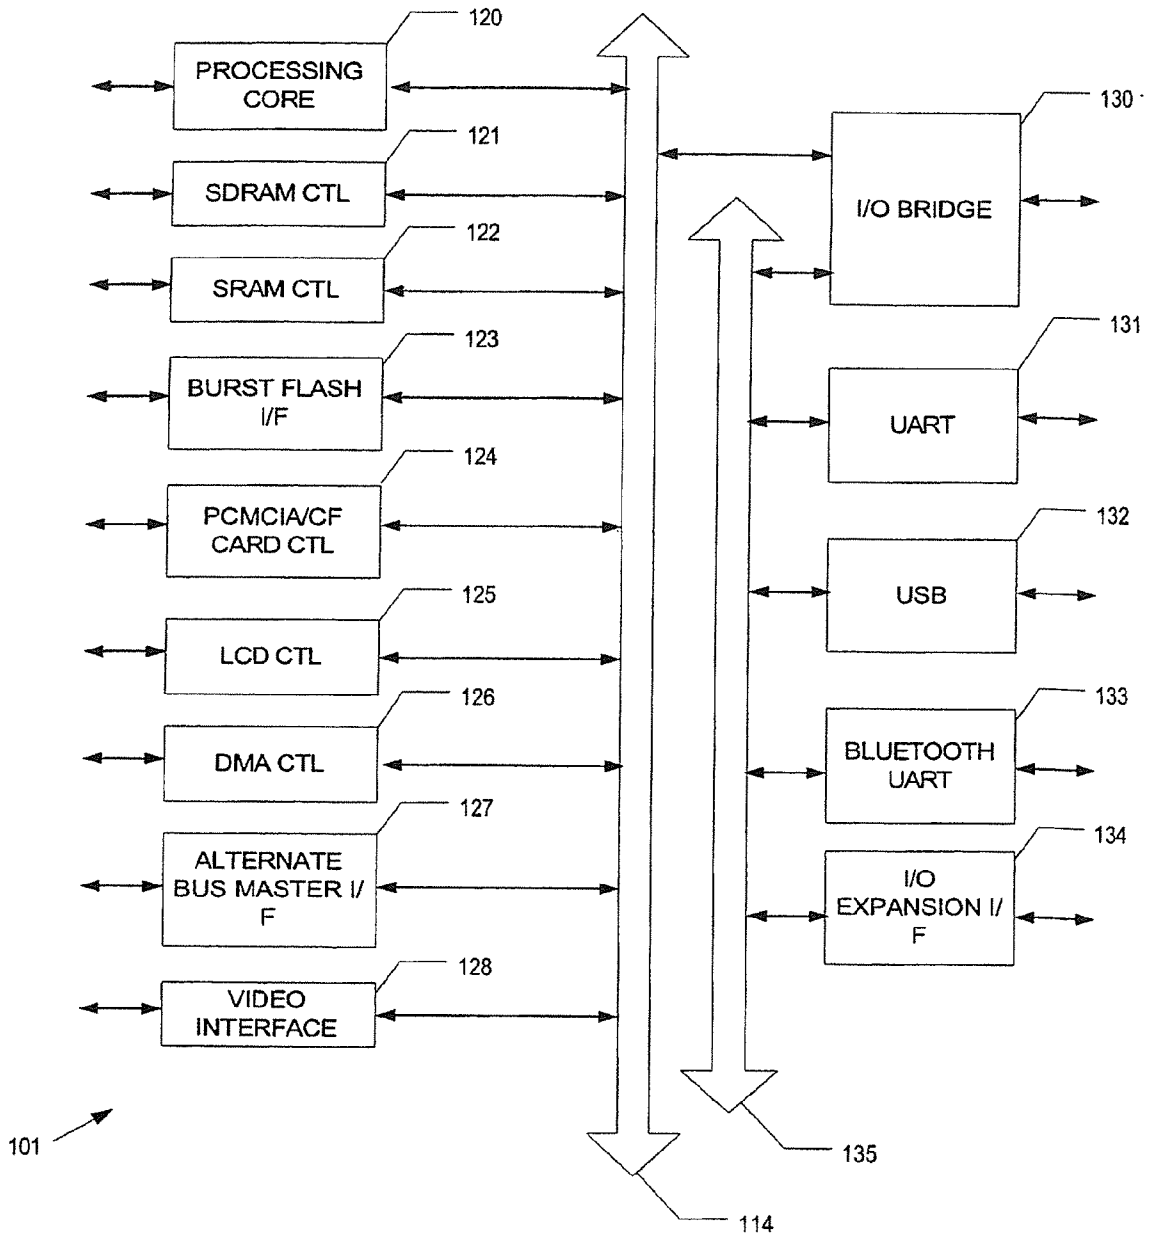 120
PROCESSING
CORE
121
SDRAM CTL
122
SRAM CTL
123
BURST FLASH
I/F
124
PCMCIA/CF
CARD CTL
125
LCD CTL
126
DMA CTL
127
ALTERNATE
BUS MASTER I/
F
128
VIDEO
INTERFACE
101
130
I/O BRIDGE
131
UART
132
USB
133
BLUETOOTH
UART
134
I/O
EXPANSION I/
F
135
114